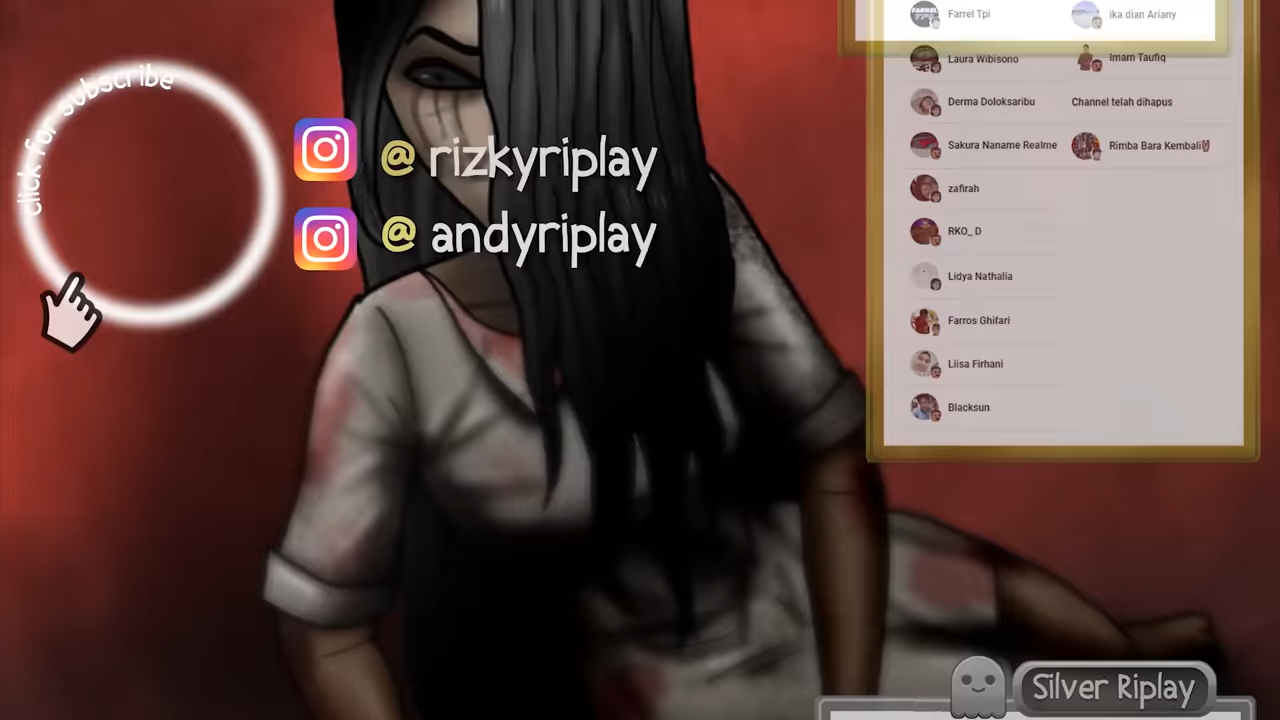 click for subscribe
@ rizkyriplay
@ andyriplay
Farrel Tpi
ika dian Ariany
Laura Wibisono
Imam Taufiq
Derma Doloksaribu
Channel telah dihapus
Sakura Naname Realme
Rimba Bara Kembali
zafirah
RKO_ D
Lidya Nathalia
Farros Ghifari
Liisa Firhani
Blacksun
Silver Riplay